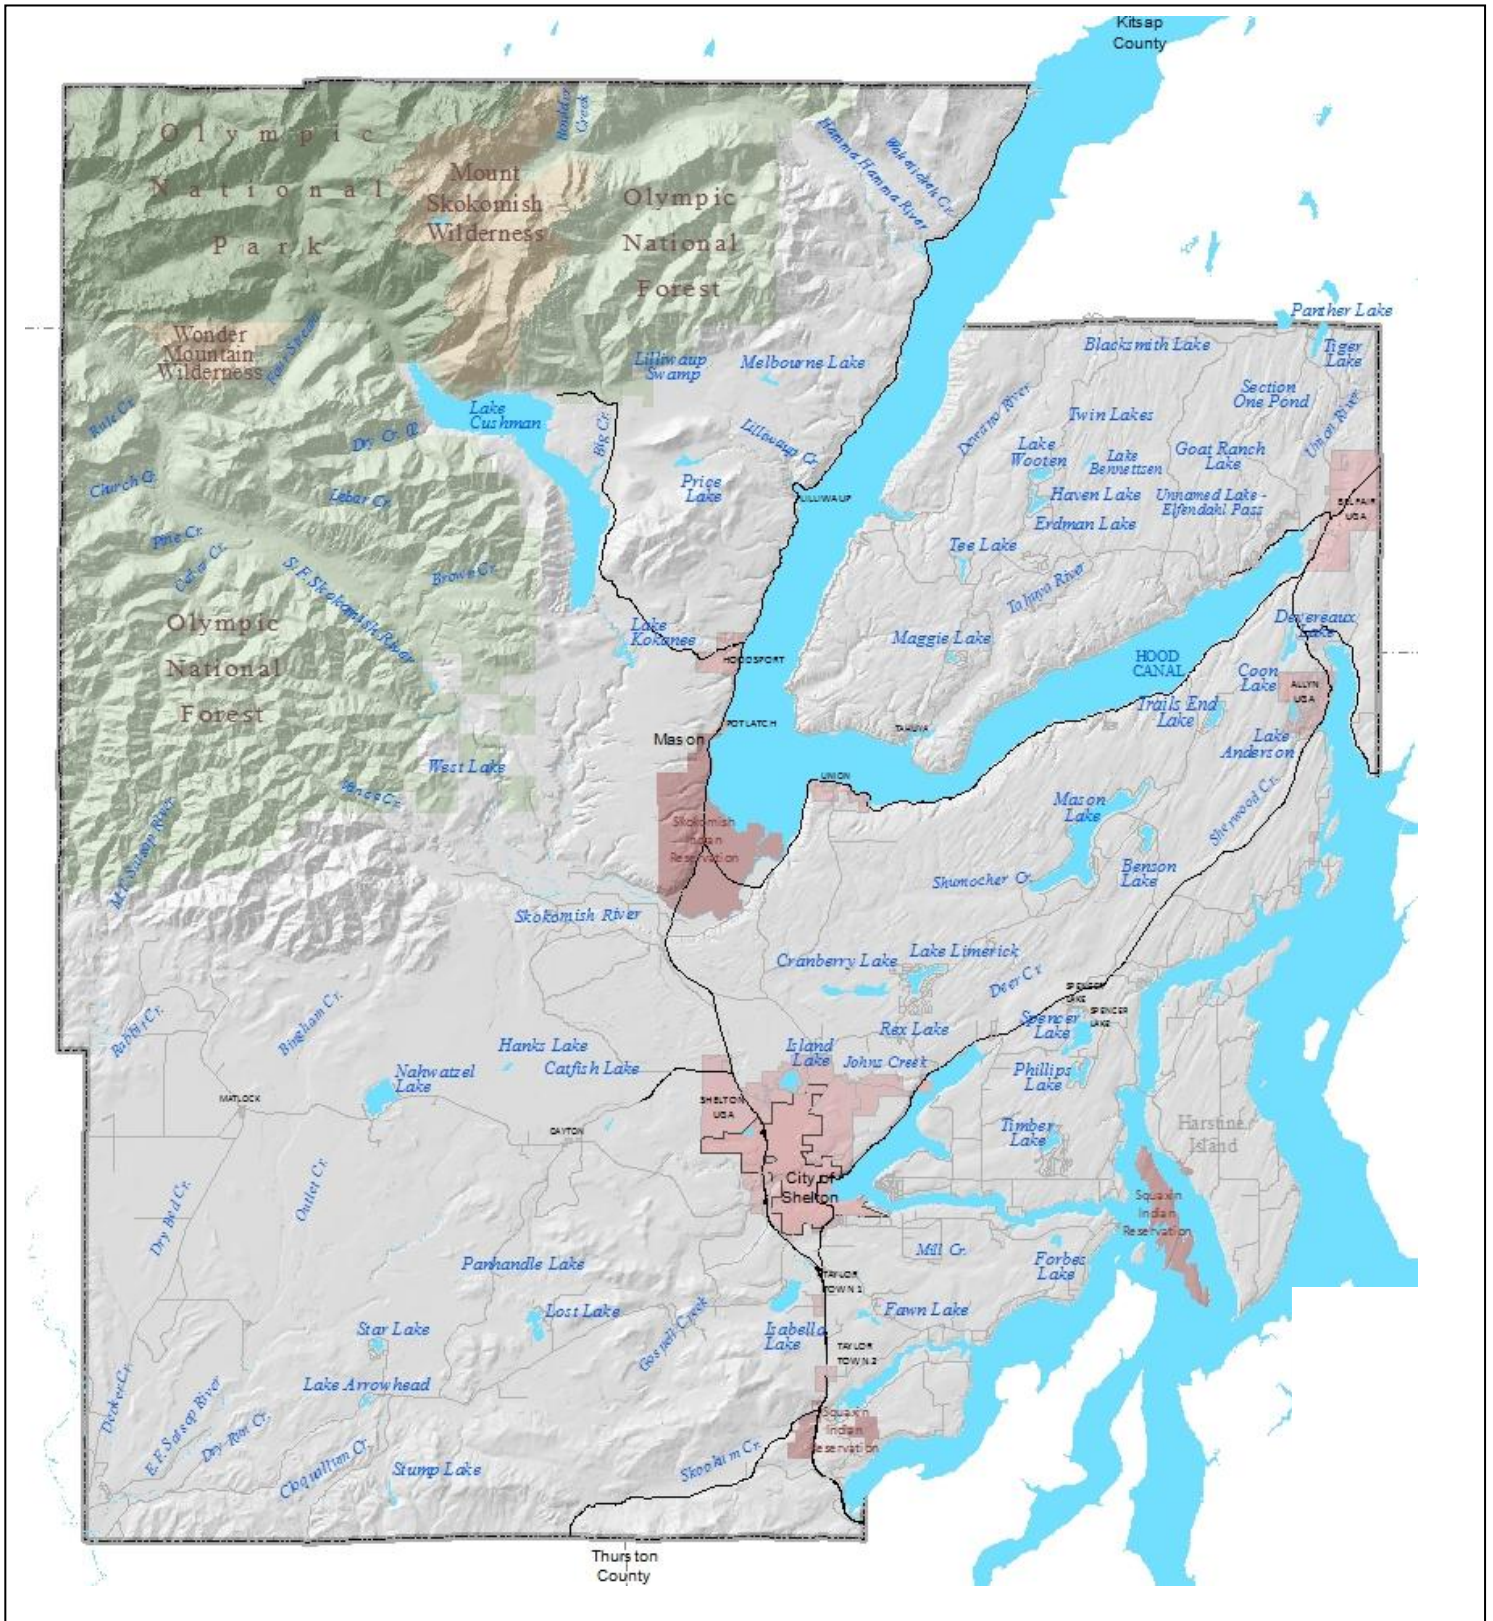 Kitsap
County
Boulder
Creek
Olympic
National
Park
Mount
Skokomish
Wilderness
Olympic
National
Forest
Hamma Hamma River
Panther Lake
Tiger
Lake
Blacksmith Lake
Wonder
Mountain
Wilderness
Lilliwaup
Swamp
Melbourne Lake
Section
One Pond
Dewatto River
Twin Lakes
Union River
Rule Cr.
Lake
Cushman
Big Cr.
Dry Cr.
Lilliwaup Cr.
Lake
Wooten
Lake
Bennettsen
Goat Ranch
Lake
Church Cr.
Lebar Cr.
Price
Lake
LILLIWAUP
Haven Lake
Unnamed Lake -
Elfendahl Pass
BELFAIR
UGA
Erdman Lake
Pine Cr.
Cedar Cr.
Tee Lake
S.F. Skokomish River
Brown Cr.
Tahuya River
Olympic
National
Forest
Lake
Kokanee
Devereaux
Lake
Maggie Lake
HOODSPORT
HOOD
CANAL
Coon
Lake
ALLYN
UGA
Trails End
Lake
POTLATCH
TAHUYA
Mason
Lake
Anderson
West Lake
UNION
Vance Cr.
Mason
Lake
Sherwood Cr.
Skokomish
Indian
Reservation
M.F. Satsop River
Benson
Lake
Shumocher Cr.
Skokomish River
Cranberry Lake
Lake Limerick
Deer Cr.
SPENCER
LAKE
SPENCER
LAKE
Spencer
Lake
Rabbit Cr.
Bingham Cr.
Rex Lake
Hanks Lake
Island
Lake
Johns Creek
Catfish Lake
Nahwatzel
Lake
Phillips
Lake
MATLOCK
SHELTON
UGA
DAYTON
Timber
Lake
Harstine
Island
City of
Shelton
Outlet Cr.
Dry Bed Cr.
Squaxin
Indian
Reservation
Mill Cr.
Forbes
Lake
Panhandle Lake
TAYLOR
TOWN 1
Lost Lake
Fawn Lake
Gosnell Creek
Isabella
Lake
Star Lake
TAYLOR
TOWN 2
Lake Arrowhead
Decker Cr.
E.F. Satsop River
Dry Run Cr.
Squaxin
Indian
Reservation
Cloquallum Cr.
Stump Lake
Skookum Cr.
Thurston
County